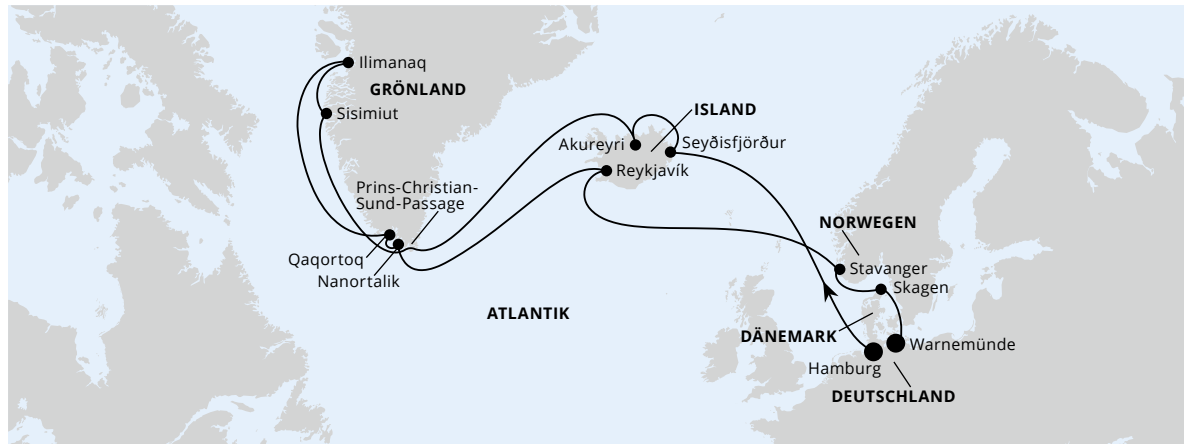 Ilimanaq
GRÖNLAND
Sisimiut
ISLAND
Akureyri
Seyðisfjörður
Reykjavík
Prins-Christian-
Sund-Passage
NORWEGEN
Qaqortoq
Stavanger
Nanortalik
Skagen
ATLANTIK
DÄNEMARK
Warnemünde
Hamburg
DEUTSCHLAND